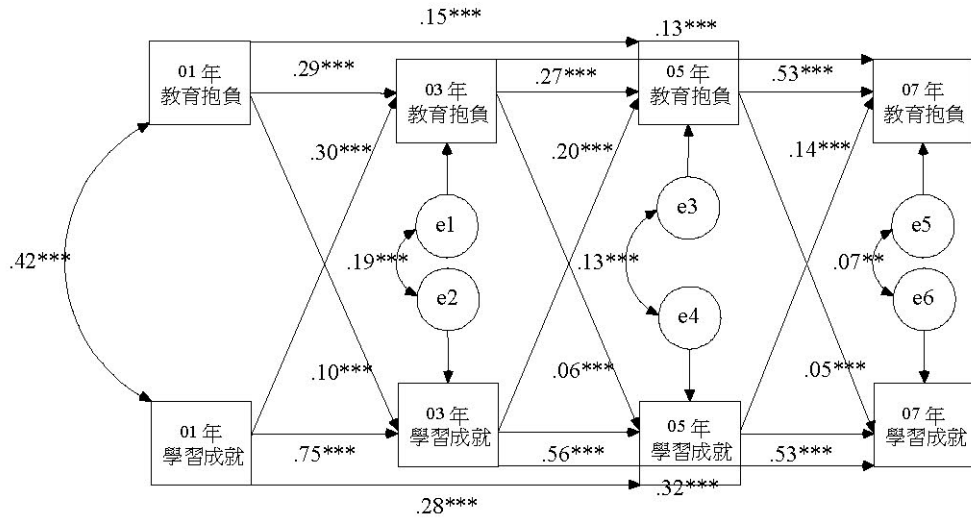 .15***
.13***
01 年
教育抱負
.29***
03 年
教育抱負
.27***
05 年
教育抱負
.53***
07 年
教育抱負
.30***
.20***
.14***
e1
e3
e5
.42***
.19***
.13***
.07**
e2
e4
e6
.10***
.06***
.05***
01 年
學習成就
.75***
03 年
學習成就
.56***
05 年
學習成就
.53***
07 年
學習成就
.28***
.32***